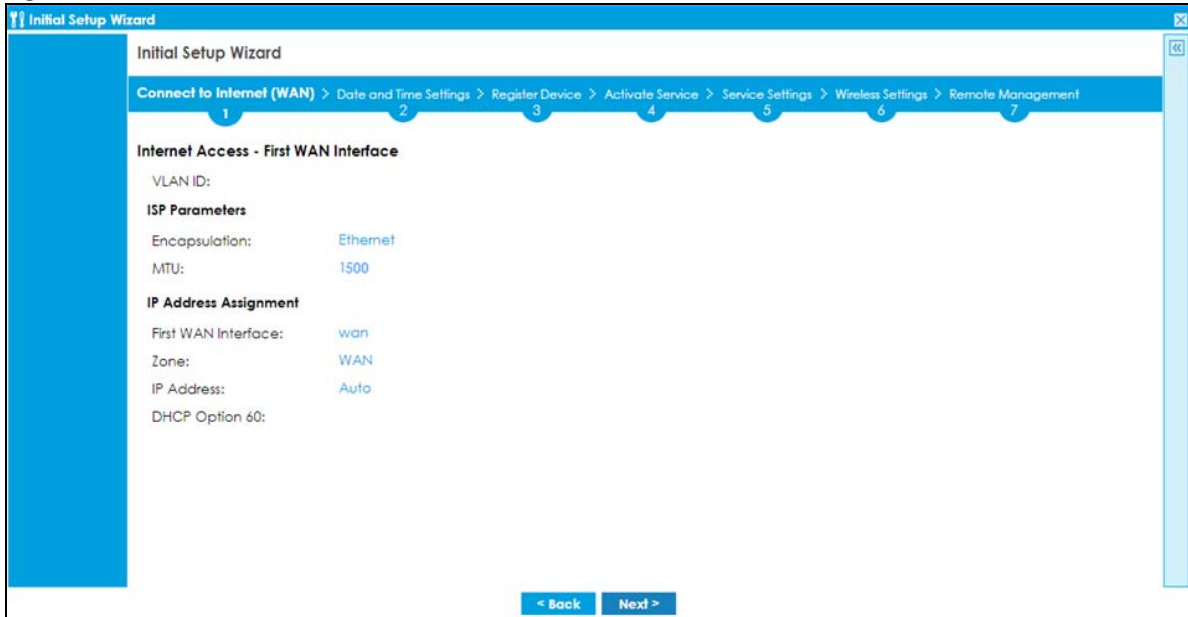 Initial Setup Wizard
Initial Setup Wizard
Connect to Internet (WAN) > Date and Time Settings > Register Device > Activate Service > Service Settings > Wireless Settings > Remote Management
1 2 3 4 5 6 7
Internet Access - First WAN Interface
VLAN ID:
ISP Parameters
Encapsulation: Ethernet
MTU: 1500
IP Address Assignment
First WAN Interface: wan
Zone: WAN
IP Address: Auto
DHCP Option 60:
< Back Next >